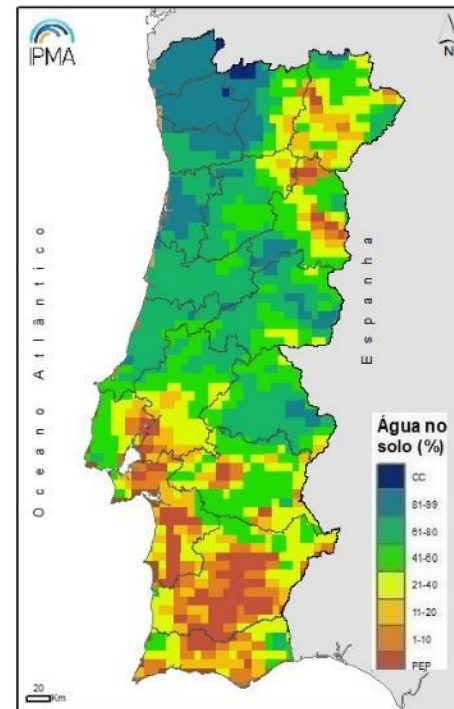 IPMA
N
Oceano Atlântico
Espanha
Água no
solo (%)
CC
81-99
61-80
41-60
21-40
11-20
1-10
PEP
20
Km